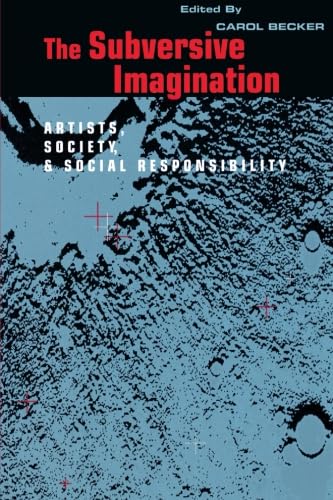 Edited By
CAROL BECKER
The Subversive
Imagination
ARTISTS,
SOCIETY,
& SOCIAL RESPONSIBILITY